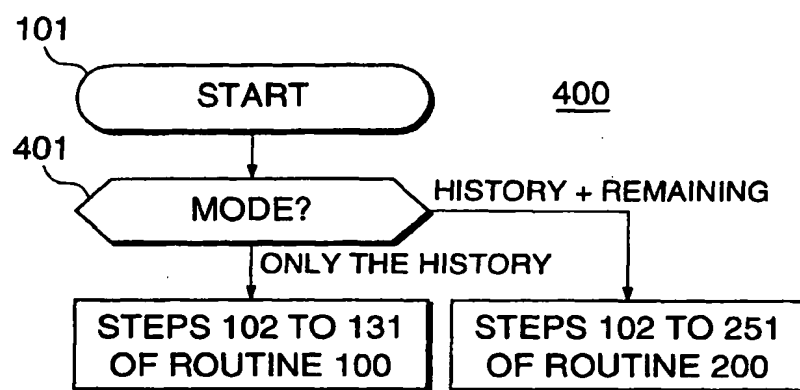 101
START
400
401
MODE?
HISTORY + REMAINING
ONLY THE HISTORY
STEPS 102 TO 131
OF ROUTINE 100
STEPS 102 TO 251
OF ROUTINE 200